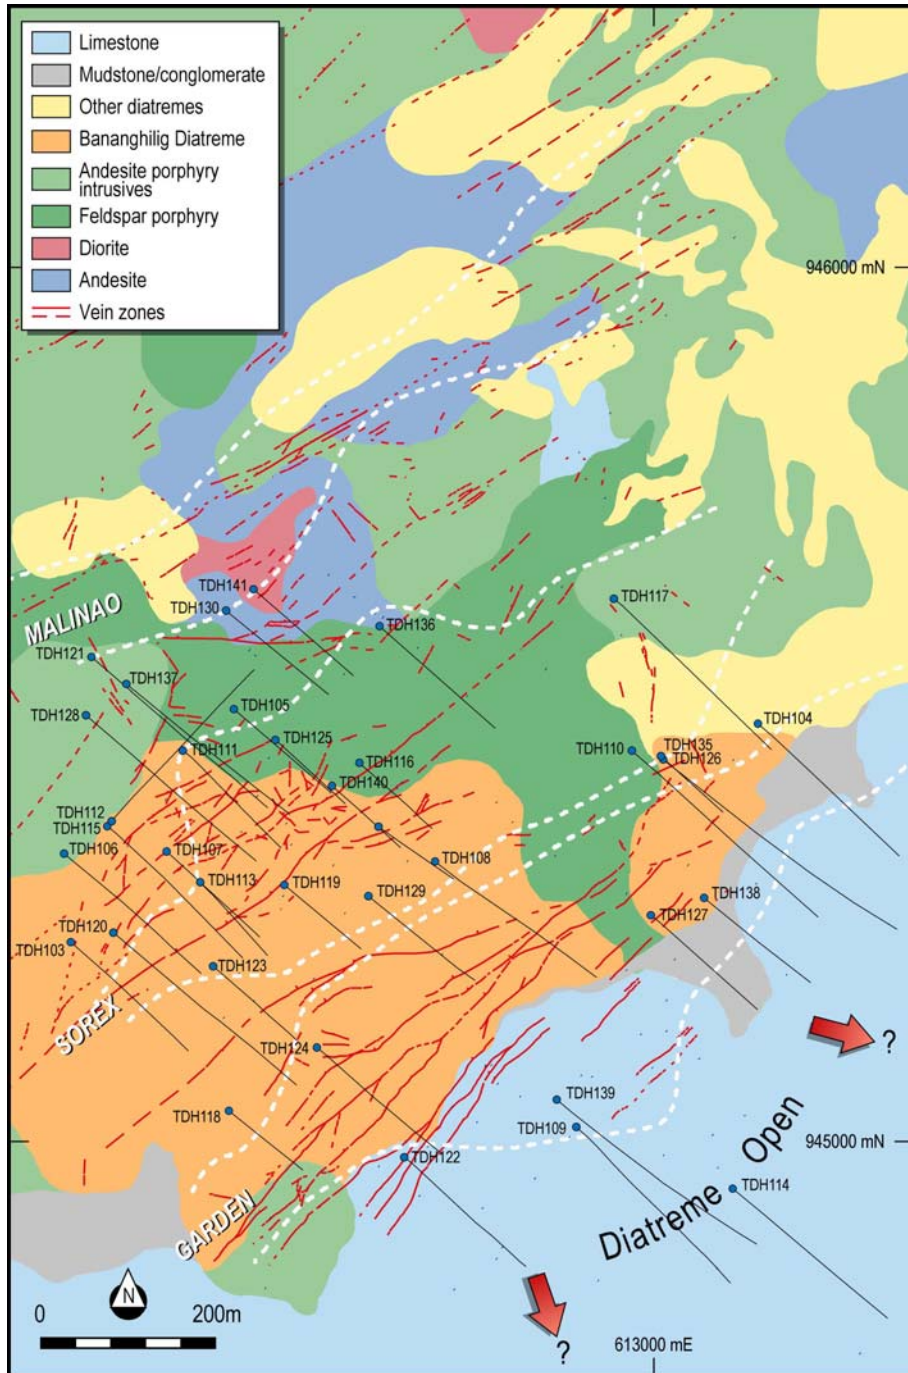 Limestone
Mudstone/conglomerate
Other diatremes
Bananghilig Diatreme
Andesite porphyry
intrusives
Feldspar porphyry
Diorite
Andesite
Vein zones
946000 mN
TDH141
TDH130
TDH117
MALINAO
TDH136
TDH121
TDH137
TDH105
TDH128
TDH104
TDH125
TDH111
TDH110
TDH135
TDH126
TDH116
TDH140
TDH112
TDH115
TDH106
TDH107
TDH108
TDH113
TDH119
TDH129
TDH138
TDH127
TDH120
TDH103
TDH123
SOREX
TDH124
?
TDH139
TDH118
TDH109
945000 mN
TDH122
Diatreme Open
TDH114
GARDEN
N
0 200m
613000 mE
?